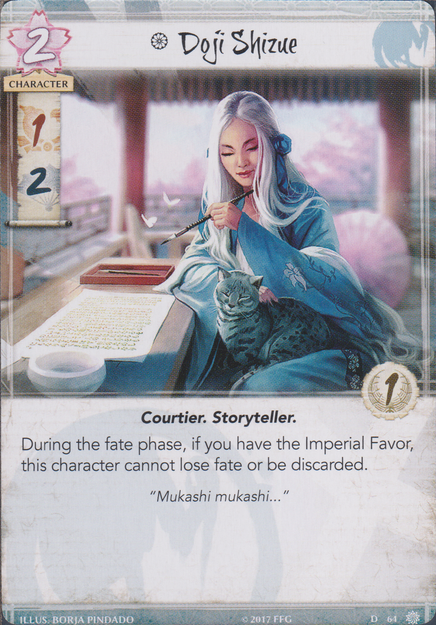 2
Doji Shizue
CHARACTER
1
2
1
Courtier. Storyteller.
During the fate phase, if you have the Imperial Favor,
this character cannot lose fate or be discarded.
“Mukashi mukashi...”
ILLUS. BORJA PINDADO © 2017 FFG D 64